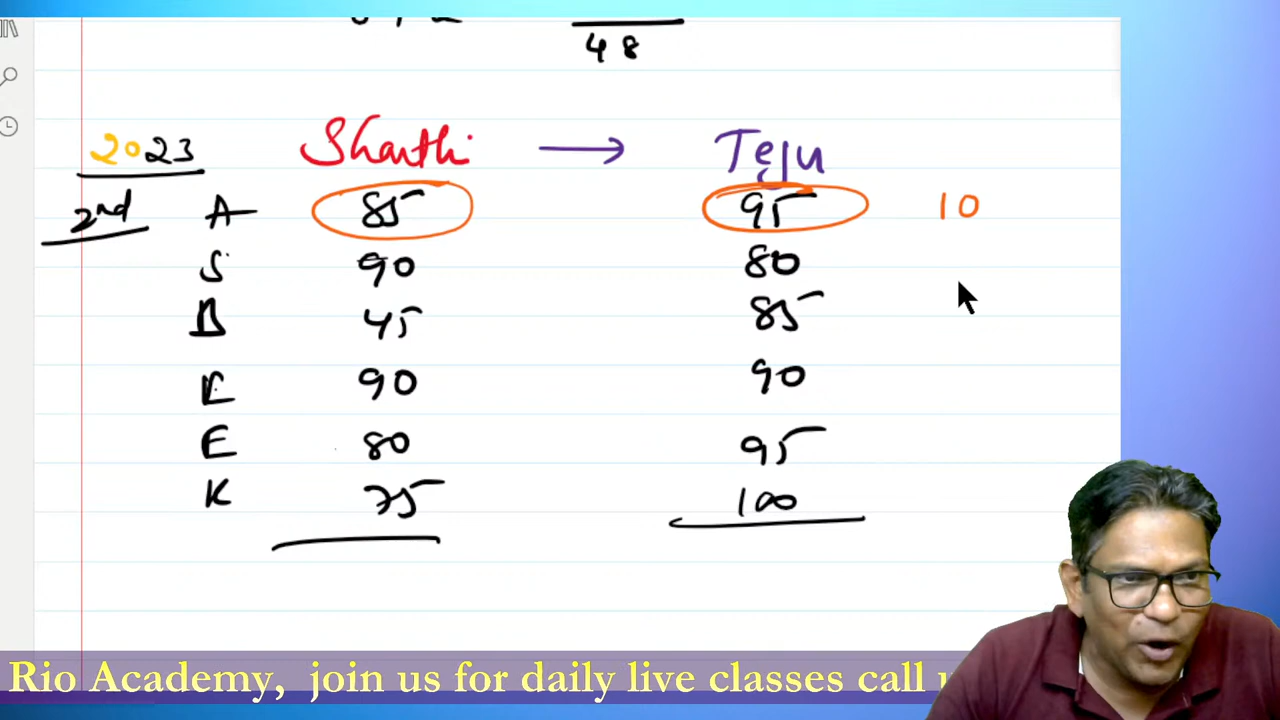 48
2023 Shanthi → Teju
2nd A 85 95 10
S 90 80
B 45 85
E 90 90
E 80 95
K 75 100
Rio Academy, join us for daily live classes call